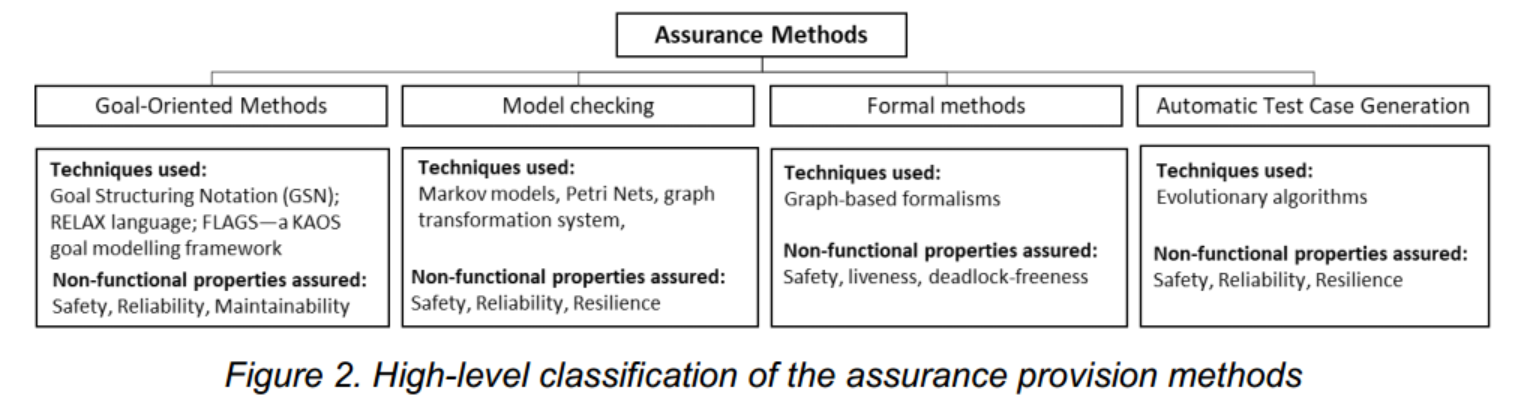 Assurance Methods
Goal-Oriented Methods
Model checking
Formal methods
Automatic Test Case Generation
Techniques used:
Goal Structuring Notation (GSN);
RELAX language; FLAGS—a KAOS
goal modelling framework
Non-functional properties assured:
Safety, Reliability, Maintainability
Techniques used:
Markov models, Petri Nets, graph
transformation system,
Non-functional properties assured:
Safety, Reliability, Resilience
Techniques used:
Graph-based formalisms
Non-functional properties assured:
Safety, liveness, deadlock-freeness
Techniques used:
Evolutionary algorithms
Non-functional properties assured:
Safety, Reliability, Resilience
Figure 2. High-level classification of the assurance provision methods